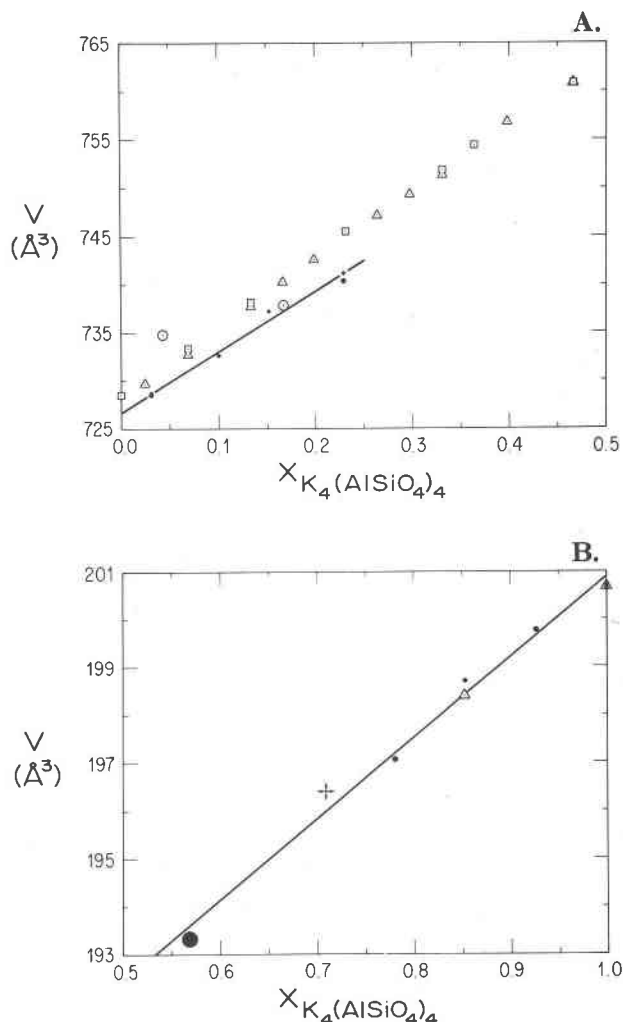 A.
765
755
V
(Å³)
745
735
725
0.0 0.1 0.2 0.3 0.4 0.5
X K₄(AlSiO₄)₄
B.
201
199
V
(Å³)
197
195
193
0.5 0.6 0.7 0.8 0.9 1.0
X K₄(AlSiO₄)₄